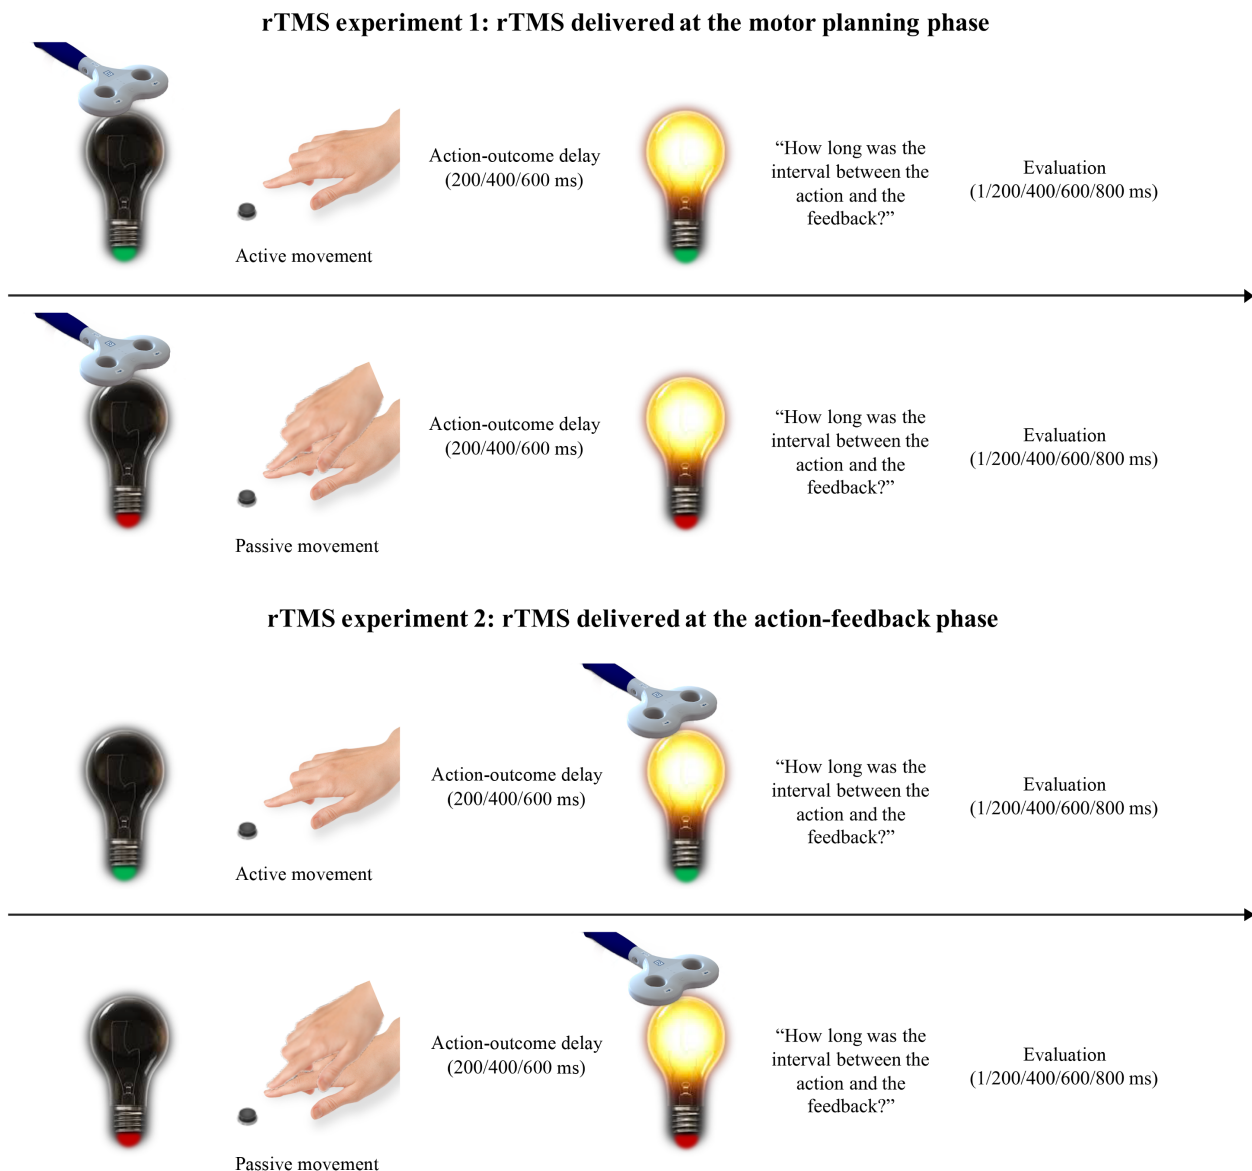 rTMS experiment 1: rTMS delivered at the motor planning phase
Action-outcome delay
(200/400/600 ms)
“How long was the
interval between the
action and the
feedback?”
Evaluation
(1/200/400/600/800 ms)
Active movement
Action-outcome delay
(200/400/600 ms)
“How long was the
interval between the
action and the
feedback?”
Evaluation
(1/200/400/600/800 ms)
Passive movement
rTMS experiment 2: rTMS delivered at the action-feedback phase
Action-outcome delay
(200/400/600 ms)
“How long was the
interval between the
action and the
feedback?”
Evaluation
(1/200/400/600/800 ms)
Active movement
Action-outcome delay
(200/400/600 ms)
“How long was the
interval between the
action and the
feedback?”
Evaluation
(1/200/400/600/800 ms)
Passive movement